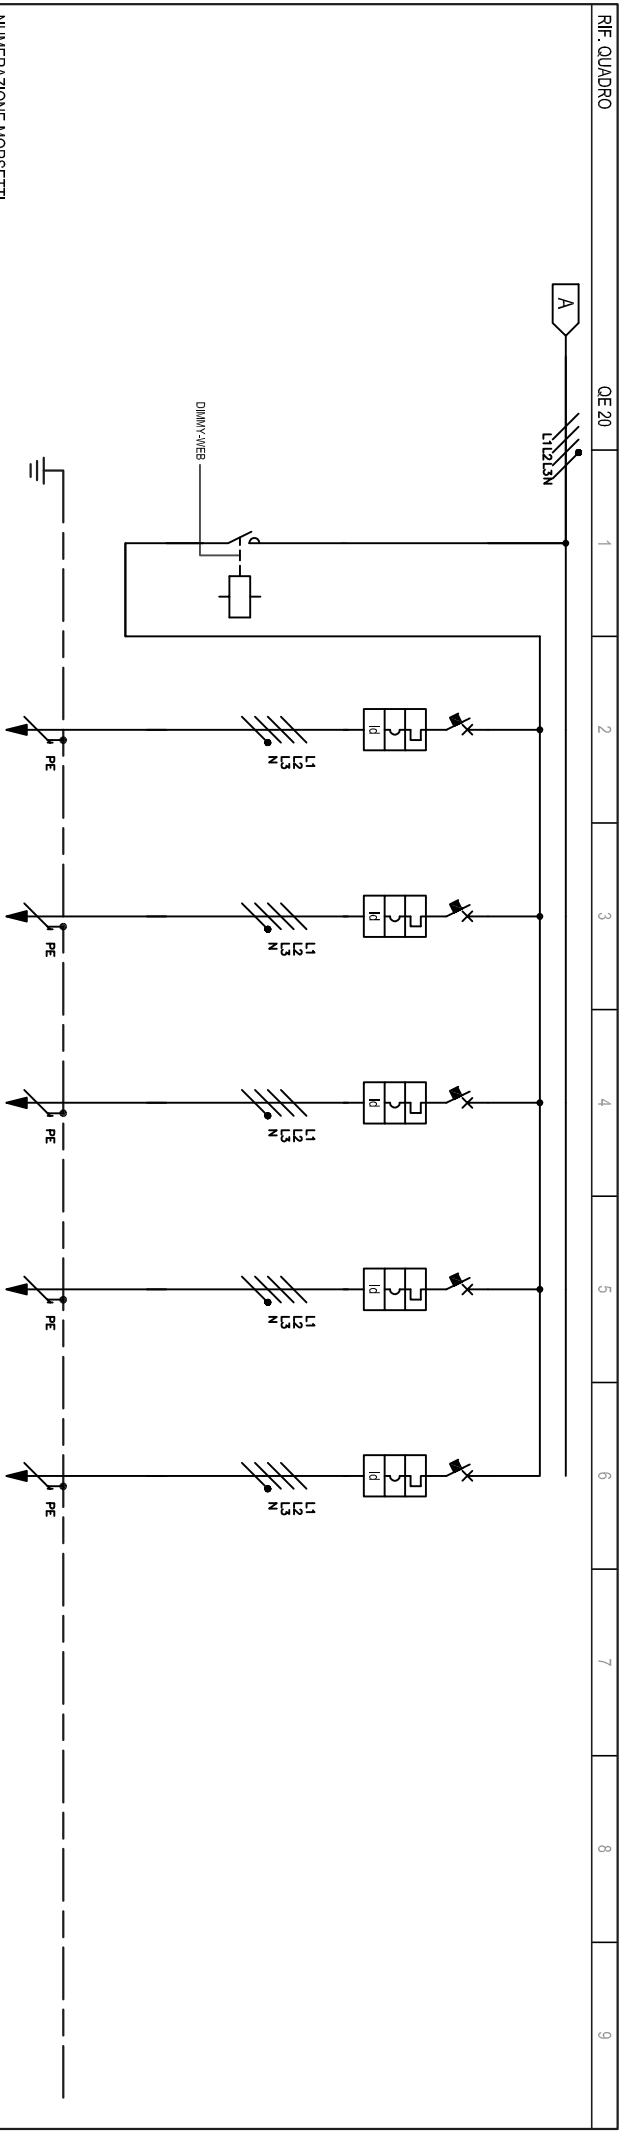 RIF. QUADRO QE 20 1 2 3 4 5 6 7 8 9
A
L1L2L3N
DIMMY-WEB
Id Id Id Id Id
L1 L1 L1 L1 L1
L2 L2 L2 L2 L2
L3 L3 L3 L3 L3
N N N N N
PE PE PE PE PE
NUMERAZIONE MORSETTI